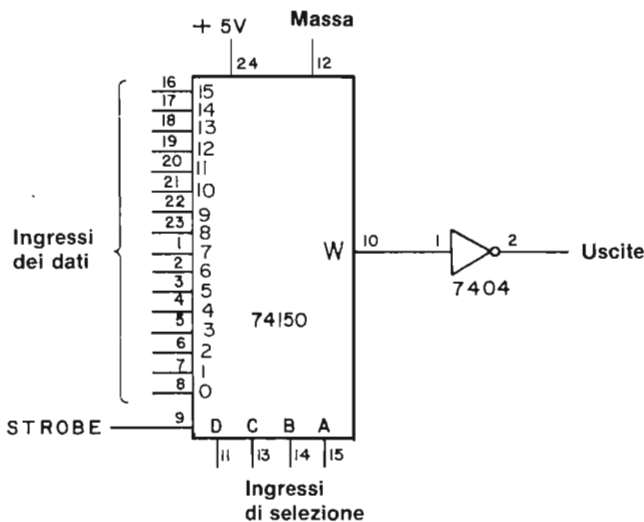 + 5V
Massa
24
12
16 15
17 14
18 13
19 12
20 11
21 10
22 9
23 8
1 7
2 6
3 5
4 4
5 3
6 2
7 1
8 0
Ingressi
dei dati
W 10
1
2
Uscite
7404
74150
STROBE 9
D C B A
11 13 14 15
Ingressi
di selezione